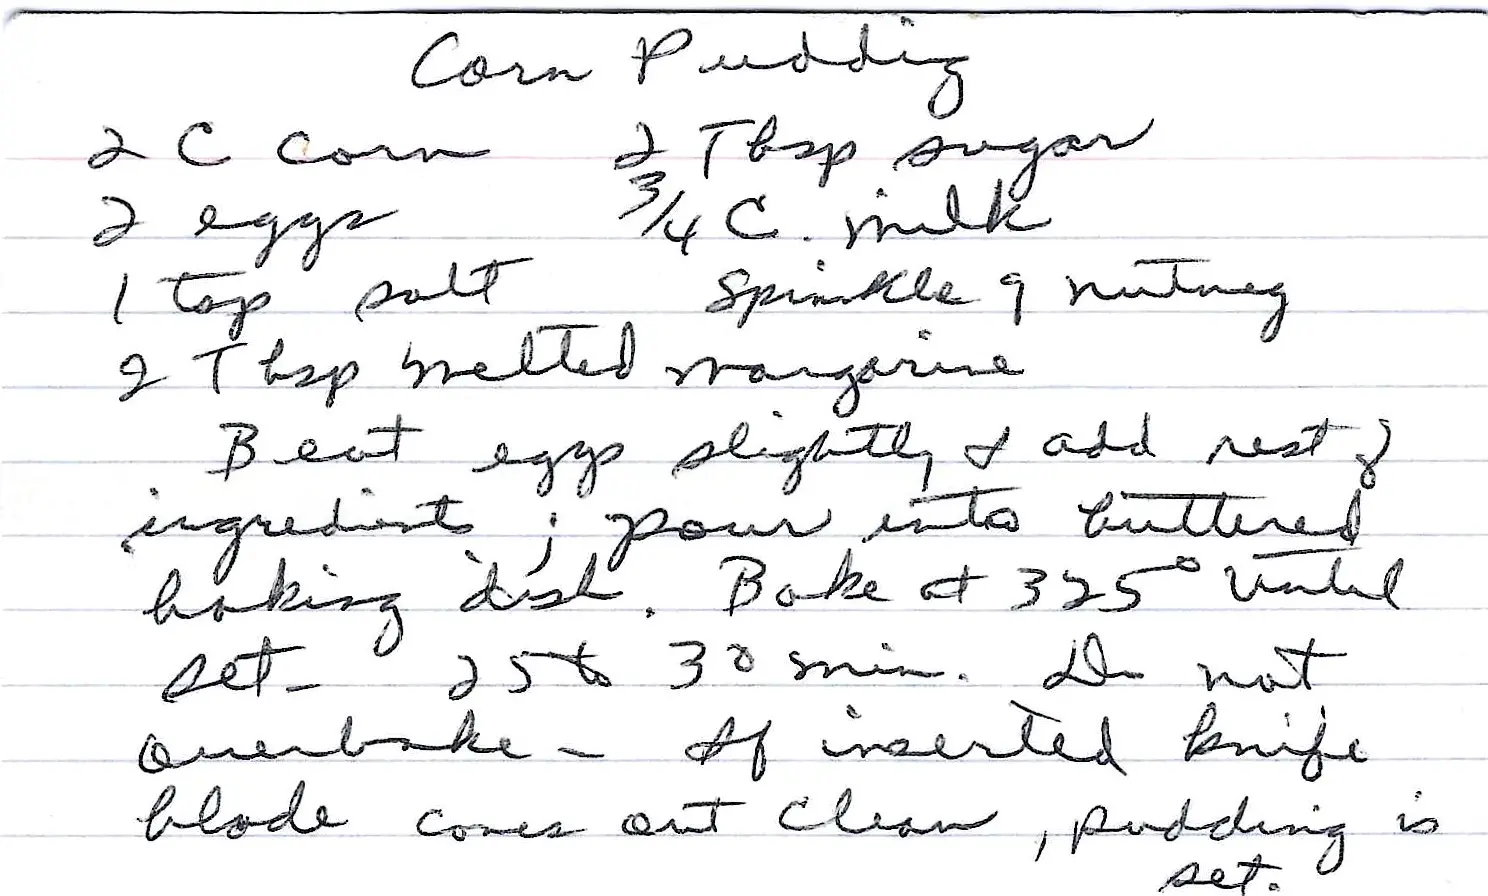 Corn Pudding
2 C corn 2 Tbsp sugar
2 eggs 3/4 C. milk
1 tsp salt Sprinkle of nutmeg
2 Tbsp melted margarine
Beat eggs slightly & add rest of
ingredients; pour into buttered
baking dish. Bake at 325° until
set - 25 to 30 min. Do not
overbake - If inserted knife
blade comes out clean, pudding is
set.